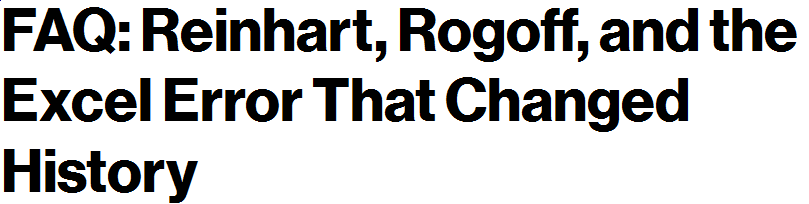 FAQ: Reinhart, Rogoff, and the
Excel Error That Changed
History